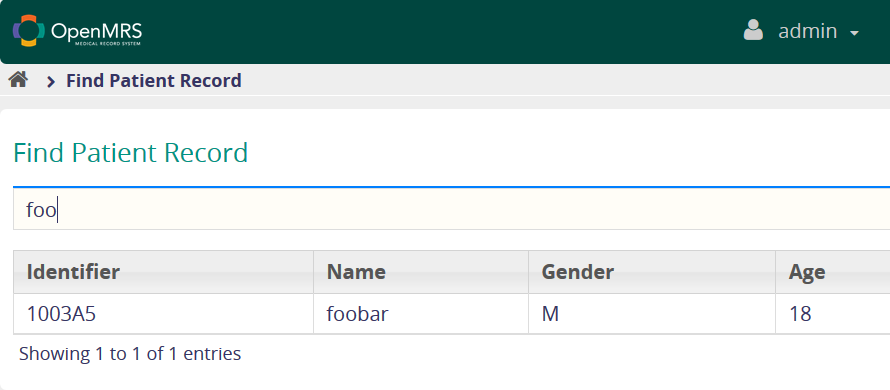 OpenMRS
MEDICAL RECORD SYSTEM
admin
Find Patient Record
Find Patient Record
foo
Identifier Name Gender Age
1003A5 foobar M 18
Showing 1 to 1 of 1 entries